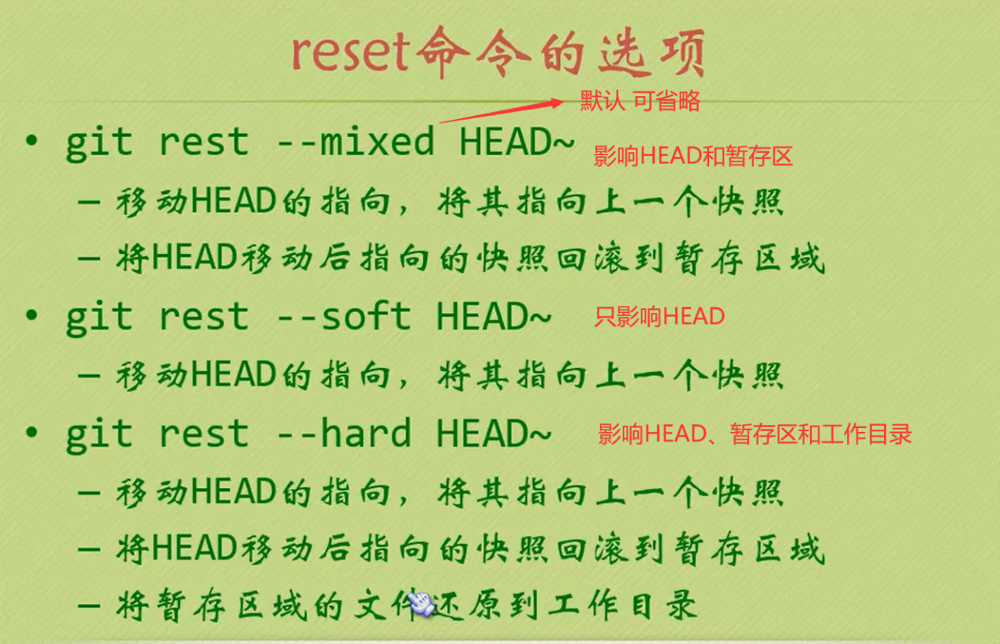 reset命令的选项
默认 可省略
• git rest --mixed HEAD~
影响HEAD和暂存区
– 移动HEAD的指向，将其指向上一个快照
– 将HEAD移动后指向的快照回滚到暂存区域
• git rest --soft HEAD~
只影响HEAD
– 移动HEAD的指向，将其指向上一个快照
• git rest --hard HEAD~
影响HEAD、暂存区和工作目录
– 移动HEAD的指向，将其指向上一个快照
– 将HEAD移动后指向的快照回滚到暂存区域
– 将暂存区域的文件还原到工作目录